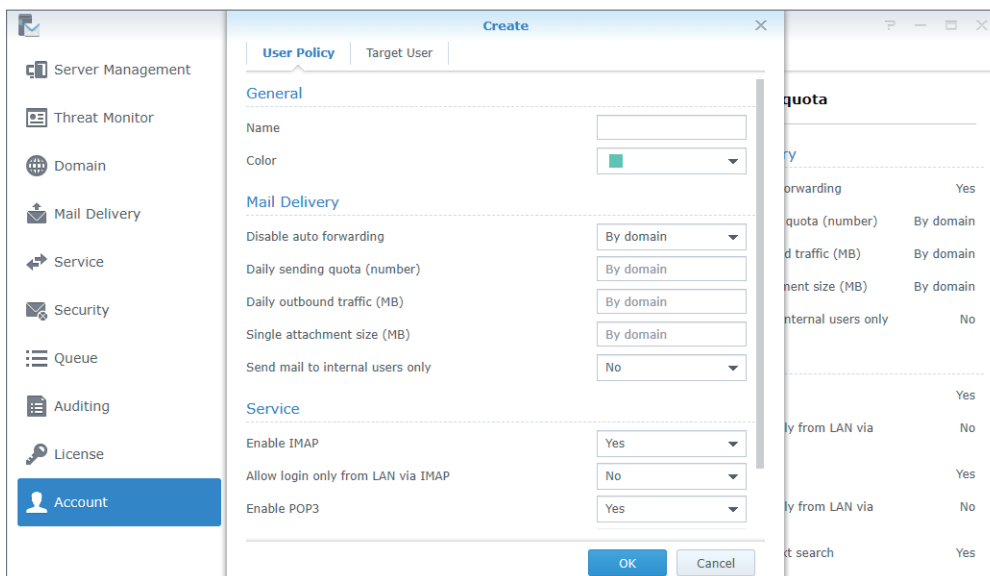 Create
User Policy
Target User
Server Management
Threat Monitor
Domain
Mail Delivery
Service
Security
Queue
Auditing
License
Account
General
Name
Color
Mail Delivery
Disable auto forwarding By domain
Daily sending quota (number) By domain
Daily outbound traffic (MB) By domain
Single attachment size (MB) By domain
Send mail to internal users only No
Service
Enable IMAP Yes
Allow login only from LAN via IMAP No
Enable POP3 Yes
OK Cancel
quota
ry
orwarding Yes
quota (number) By domain
d traffic (MB) By domain
nent size (MB) By domain
nternal users only No
Yes
ly from LAN via No
Yes
ly from LAN via No
xt search Yes